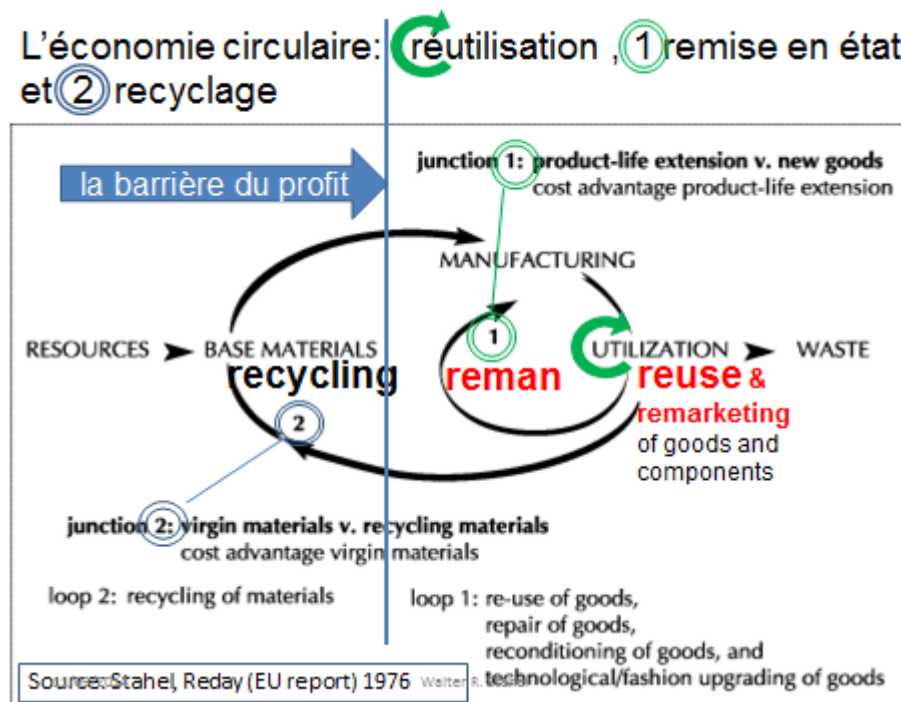 L'économie circulaire: réutilisation , 1 remise en état
et 2 recyclage
la barrière du profit
junction 1: product-life extension v. new goods
cost advantage product-life extension
MANUFACTURING
1
RESOURCES BASE MATERIALS UTILIZATION WASTE
recycling reman reuse &
remarketing
of goods and
components
2
junction 2: virgin materials v. recycling materials
cost advantage virgin materials
loop 2: recycling of materials
loop 1: re-use of goods,
repair of goods,
reconditioning of goods, and
technological/fashion upgrading of goods
Source: Stahel, Reday (EU report) 1976
Walter R.